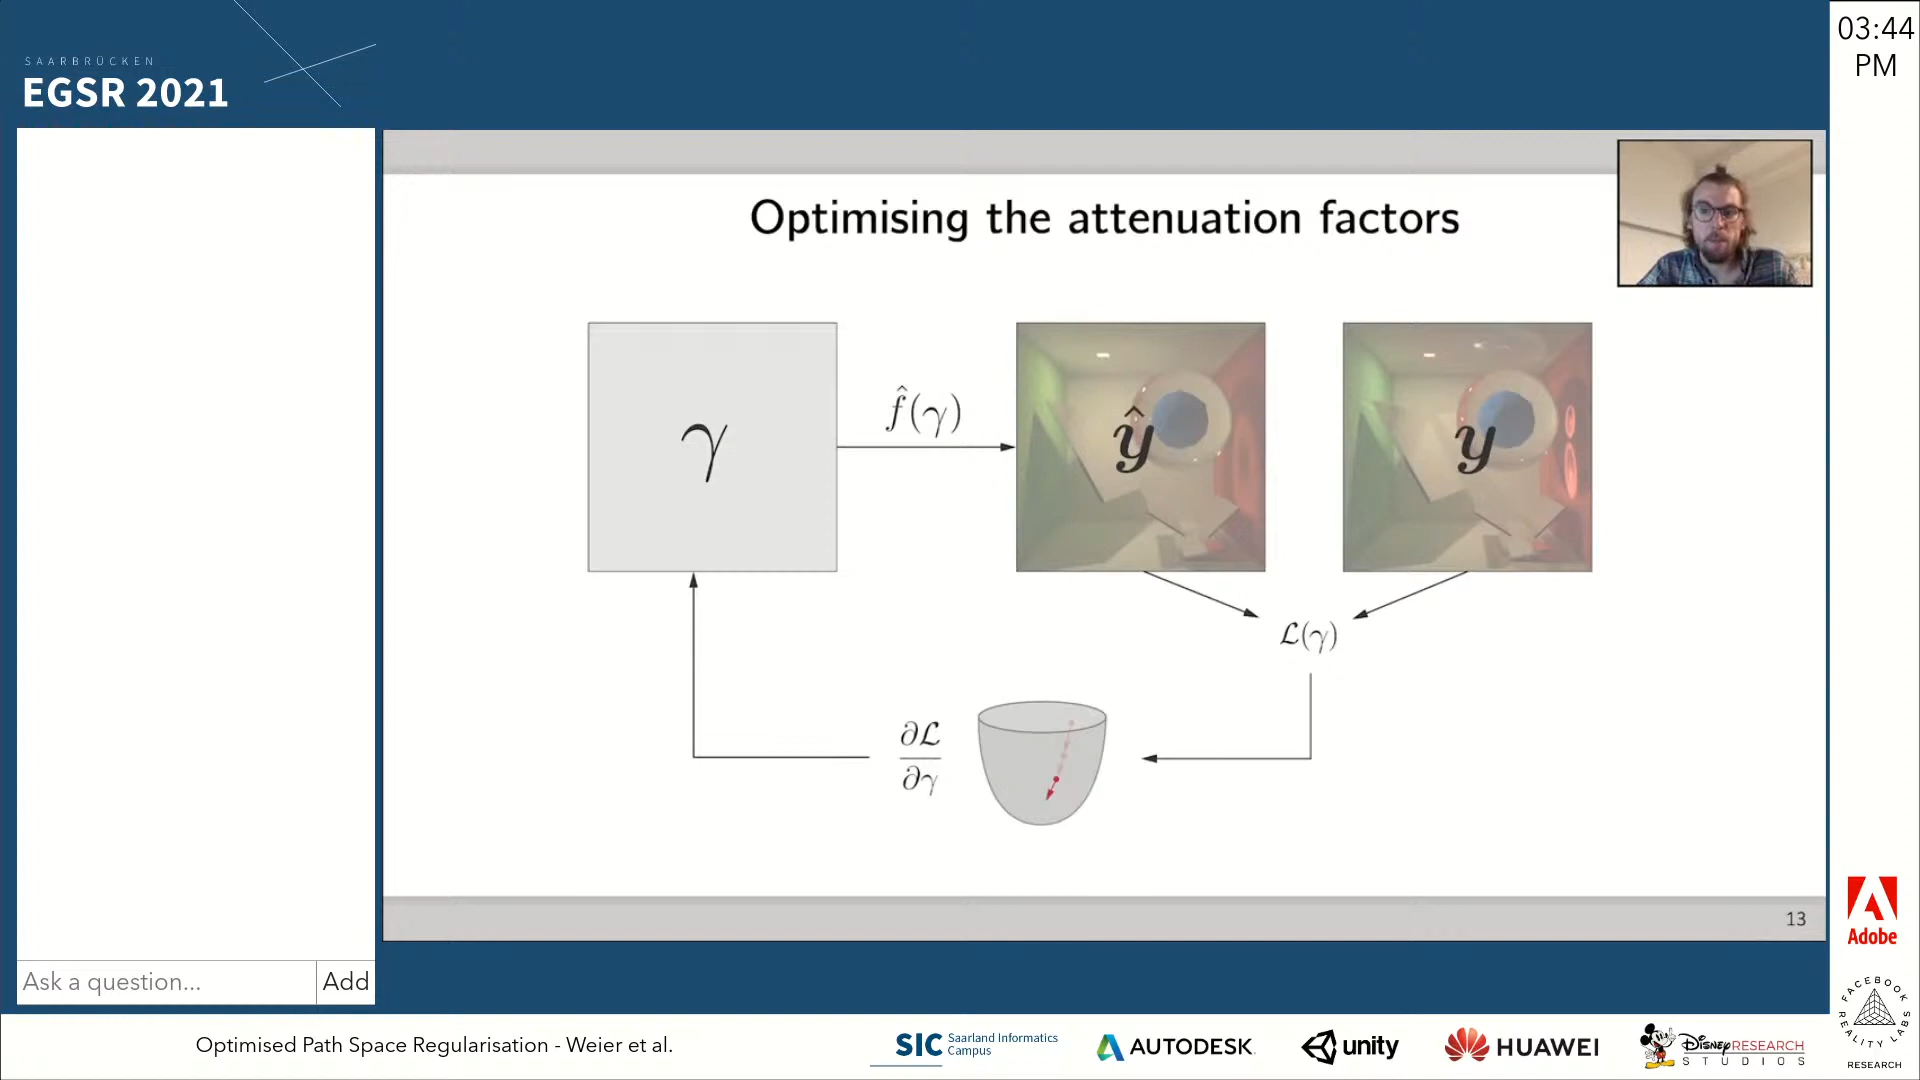 SAARBRÜCKEN
EGSR 2021
03:44
PM
Optimising the attenuation factors
γ
f̂(γ)
ŷ
y
ℒ(γ)
∂ℒ
∂γ
13
Ask a question...
Add
Adobe
FACEBOOK
REALITY LABS
RESEARCH
Optimised Path Space Regularisation - Weier et al.
SIC
Saarland Informatics
Campus
AUTODESK
unity
HUAWEI
DISNEY RESEARCH
STUDIOS